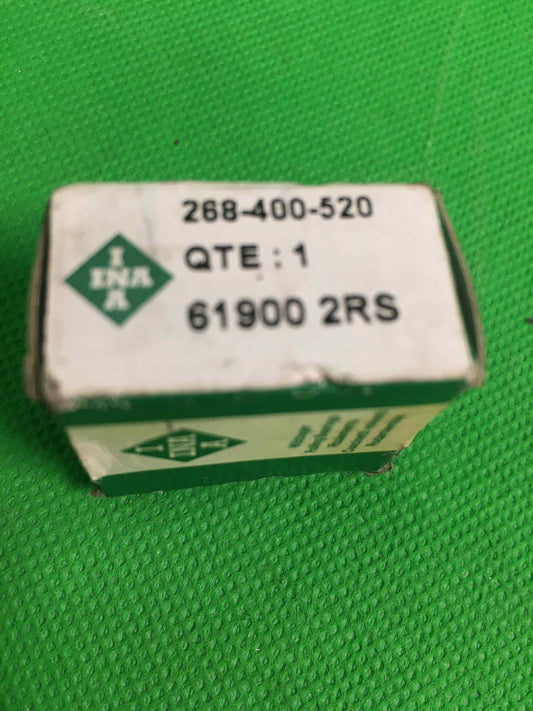 268-400-520
I
INA
A
QTE : 1
61900 2RS
I
INA
A